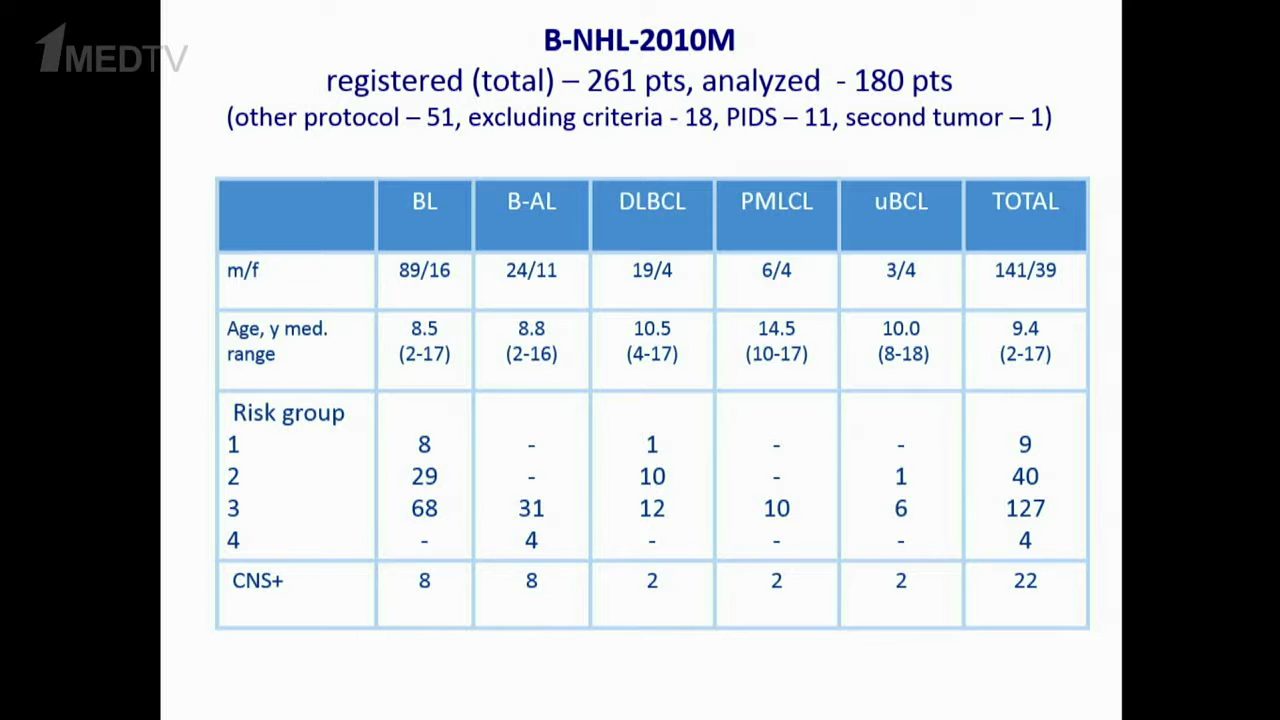 1MEDTV
B-NHL-2010M
registered (total) – 261 pts, analyzed - 180 pts
(other protocol – 51, excluding criteria - 18, PIDS – 11, second tumor – 1)
BL B-AL DLBCL PMLCL uBCL TOTAL
m/f 89/16 24/11 19/4 6/4 3/4 141/39
Age, y med. 8.5 8.8 10.5 14.5 10.0 9.4
range (2-17) (2-16) (4-17) (10-17) (8-18) (2-17)
Risk group
1 8 - 1 - - 9
2 29 - 10 - 1 40
3 68 31 12 10 6 127
4 - 4 - - - 4
CNS+ 8 8 2 2 2 22